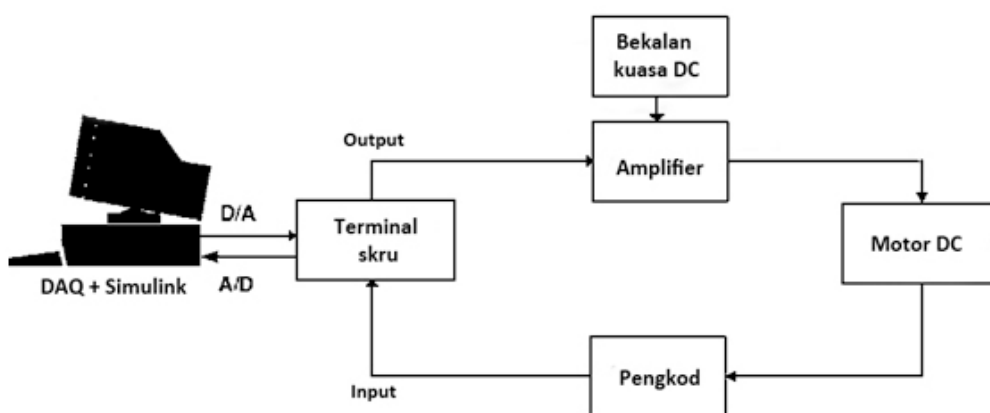 Bekalan
kuasa DC
Output
Amplifier
D/A
Terminal
skru
Motor DC
DAQ + Simulink
A/D
Input
Pengkod